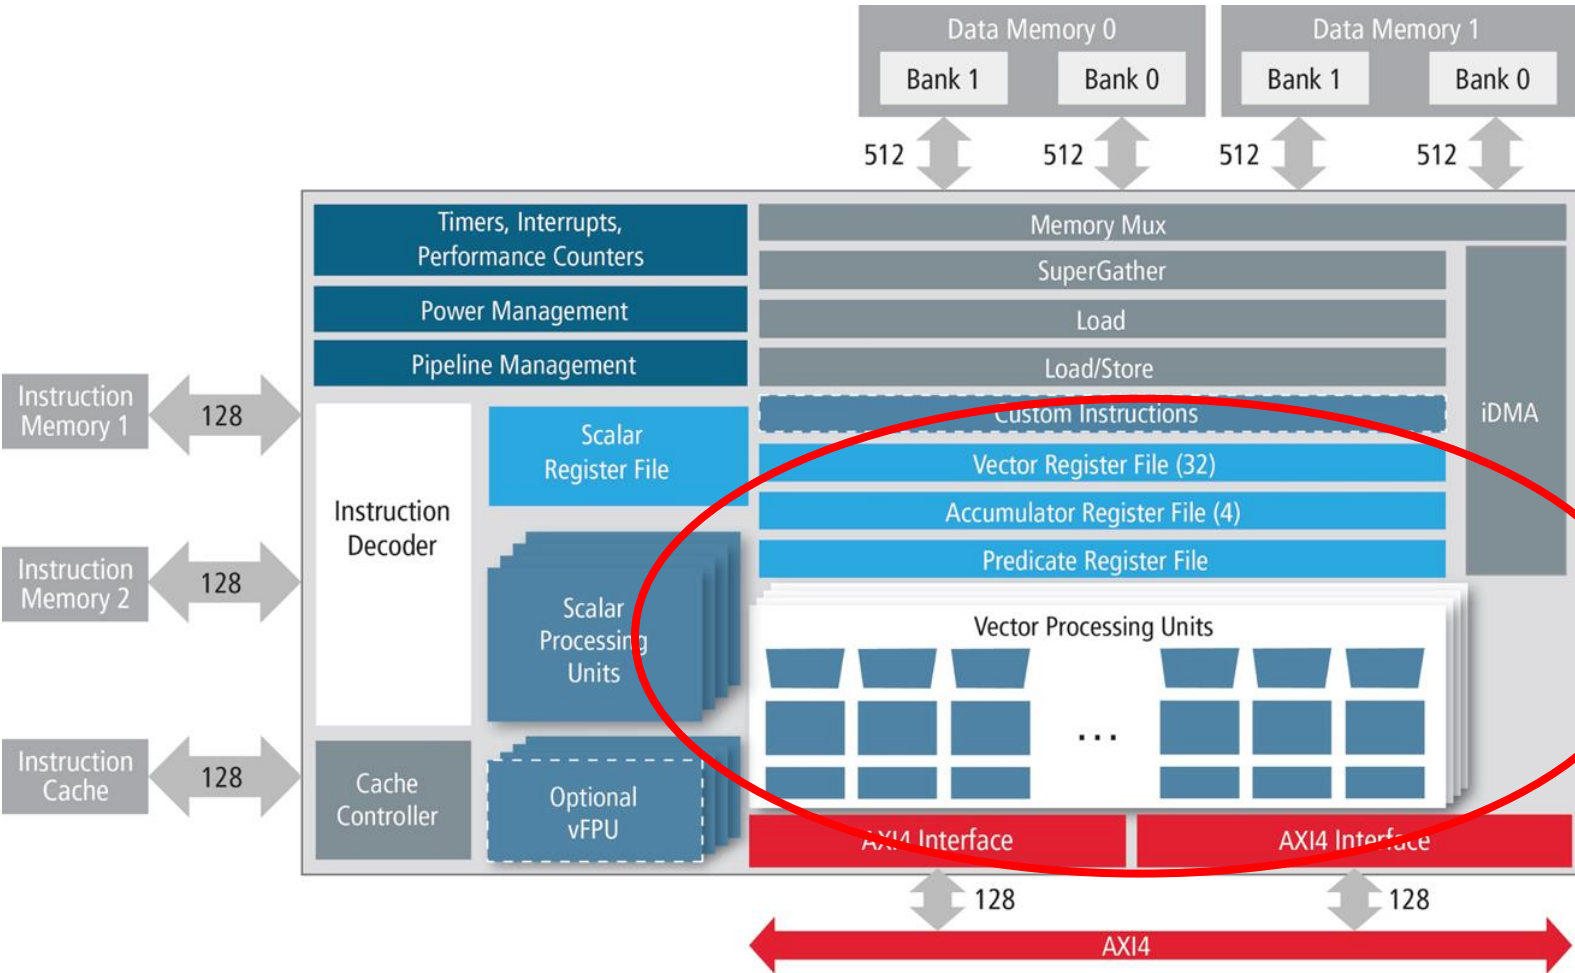 Data Memory 0
Data Memory 1
Bank 1
Bank 0
Bank 1
Bank 0
512
512
512
512
Timers, Interrupts,
Performance Counters
Power Management
Pipeline Management
Memory Mux
SuperGather
Load
Load/Store
Custom Instructions
iDMA
Vector Register File (32)
Accumulator Register File (4)
Predicate Register File
Vector Processing Units
...
Instruction
Memory 1
128
Instruction
Memory 2
128
Instruction
Cache
128
Instruction
Decoder
Scalar
Register File
Scalar
Processing
Units
Cache
Controller
Optional
vFPU
AXI4 Interface
AXI4 Interface
128
128
AXI4